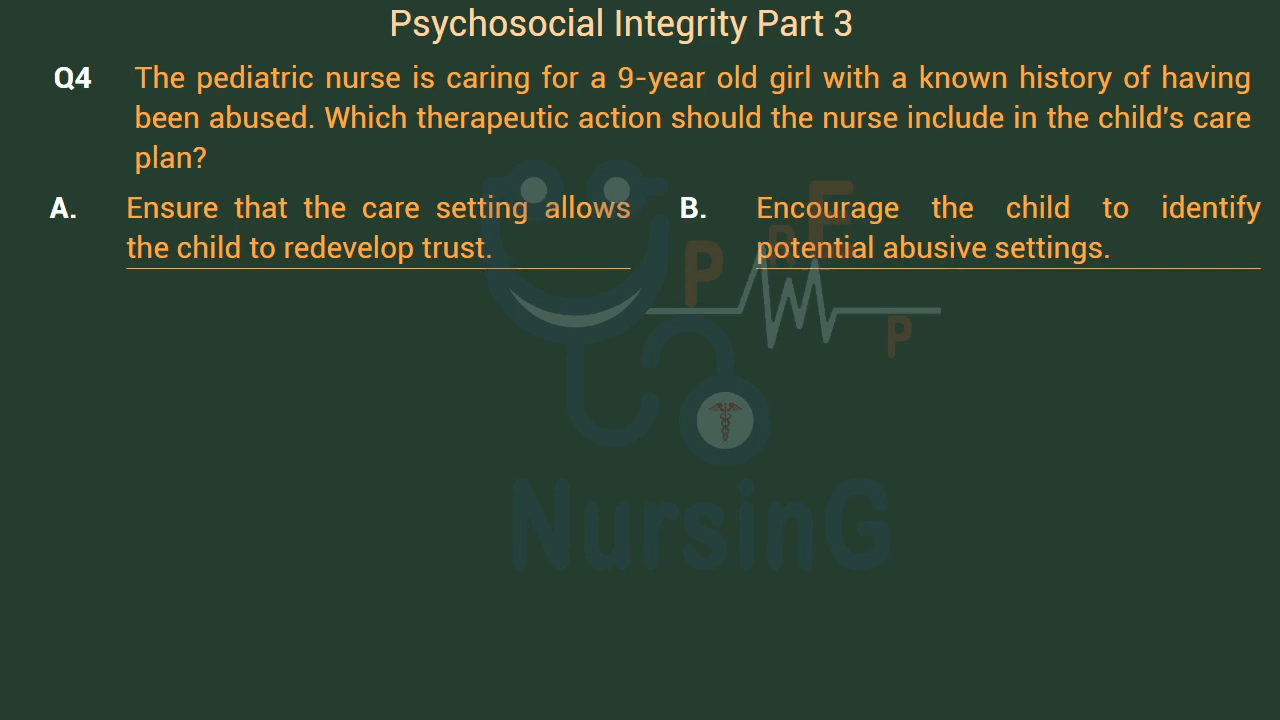 Psychosocial Integrity Part 3
Q4 The pediatric nurse is caring for a 9-year old girl with a known history of having
been abused. Which therapeutic action should the nurse include in the child's care
plan?
A. Ensure that the care setting allows
the child to redevelop trust.
B. Encourage the child to identify
potential abusive settings.
P R E P
NursinG